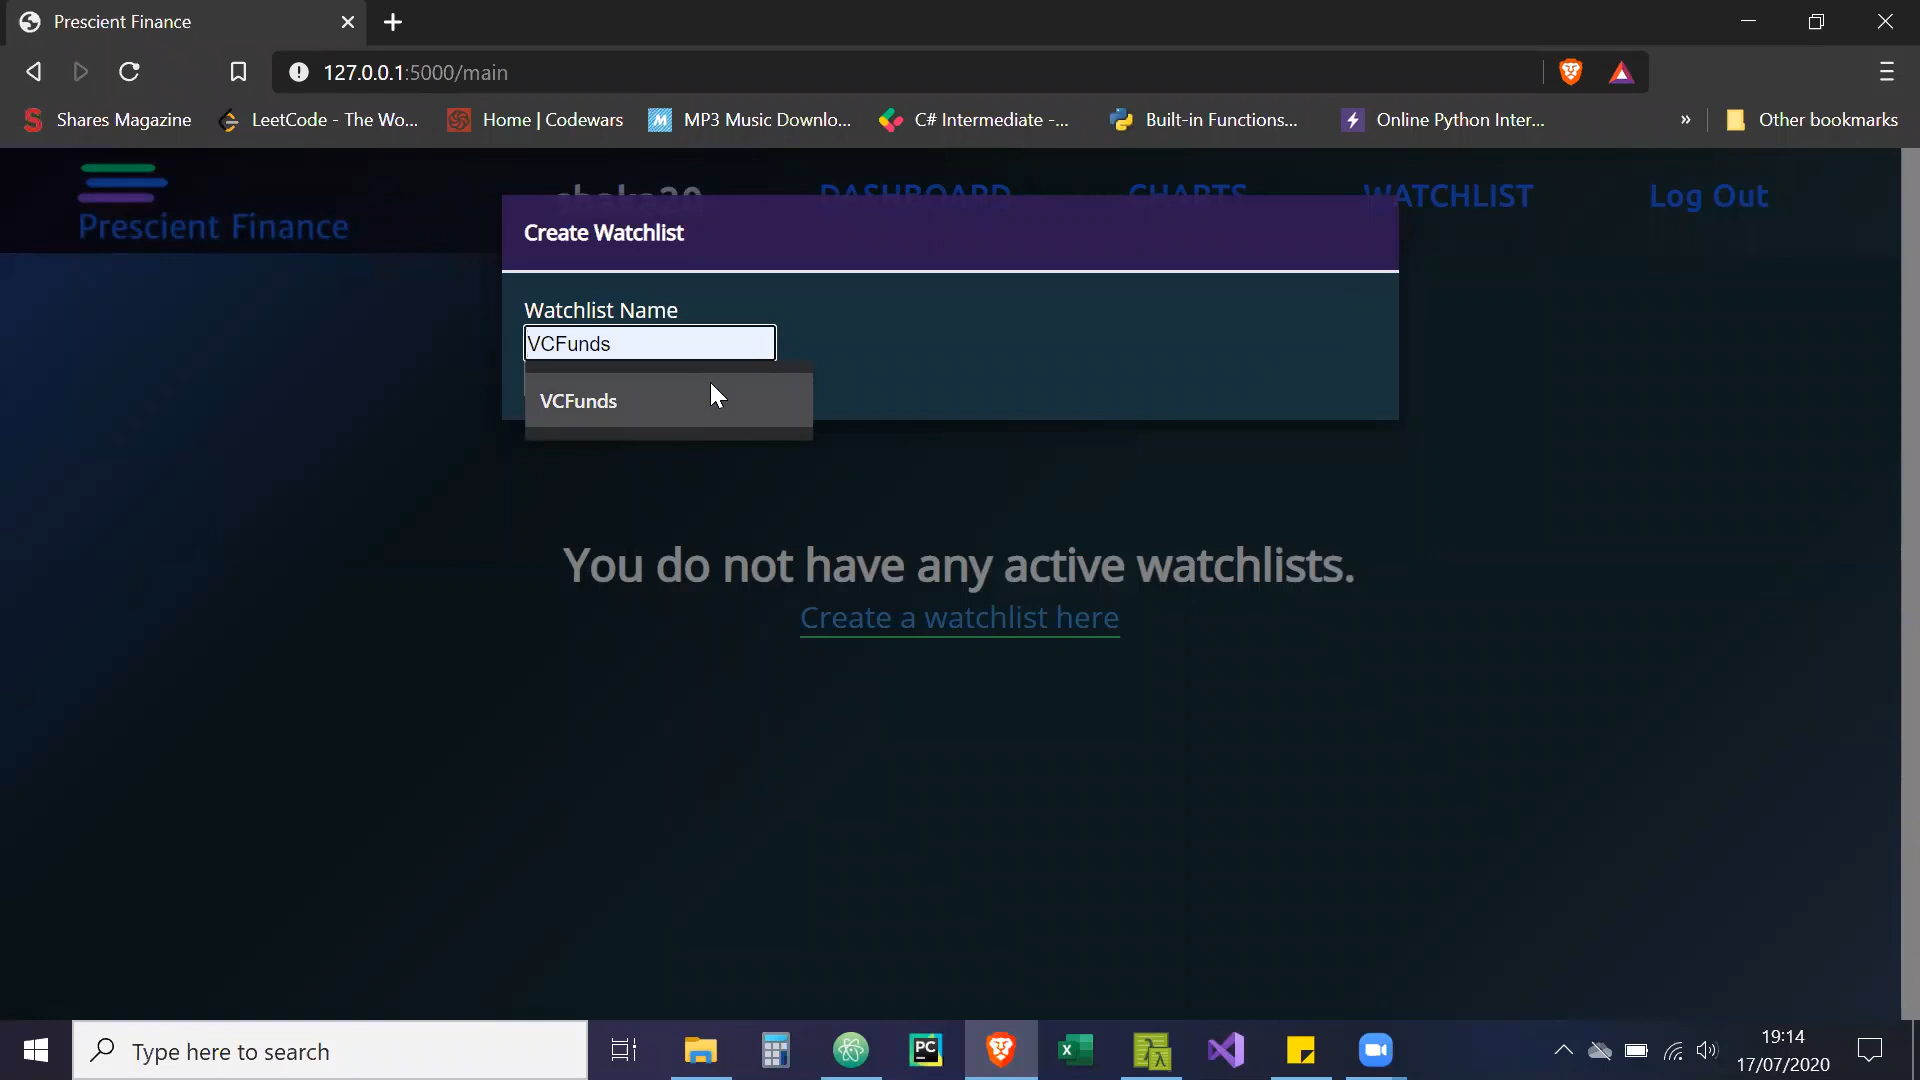 Prescient Finance
127.0.0.1:5000/main
Shares Magazine
LeetCode - The Wo...
Home | Codewars
MP3 Music Downlo...
C# Intermediate -...
Built-in Functions...
Online Python Inter...
»
Other bookmarks
Prescient Finance
DASHBOARD
CHARTS
WATCHLIST
Log Out
Create Watchlist
Watchlist Name
VCFunds
VCFunds
You do not have any active watchlists.
Create a watchlist here
Type here to search
19:14
17/07/2020